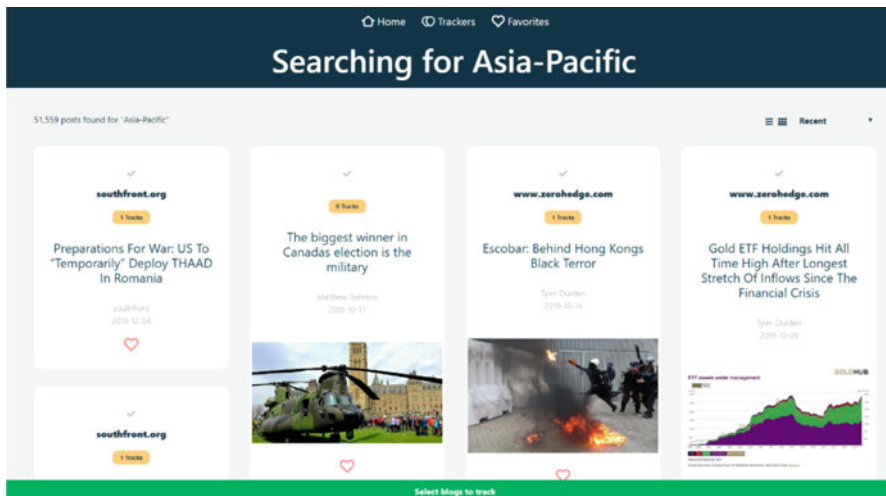 Home Trackers Favorites
Searching for Asia-Pacific
51,559 posts found for "Asia-Pacific"
Recent
southfront.org
1 Tracks
Preparations For War: US To
"Temporarily" Deploy THAAD
In Romania
southfront
2019-12-04
0 Tracks
The biggest winner in
Canadas election is the
military
Matthew Behrens
2019-10-17
www.zerohedge.com
1 Tracks
Escobar: Behind Hong Kongs
Black Terror
Tyler Durden
2019-10-14
www.zerohedge.com
1 Tracks
Gold ETF Holdings Hit All
Time High After Longest
Stretch Of Inflows Since The
Financial Crisis
Tyler Durden
2019-10-09
GOLDHUB
ETF assets under management
southfront.org
1 Tracks
Select blogs to track